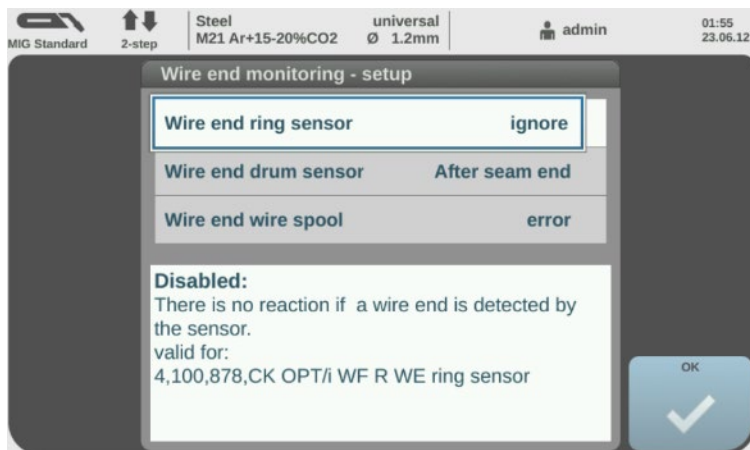 Steel universal
M21 Ar+15-20%CO2 Ø 1.2mm
admin
01:55
23.06.12
MIG Standard
2-step
Wire end monitoring - setup
Wire end ring sensor ignore
Wire end drum sensor After seam end
Wire end wire spool error
Disabled:
There is no reaction if a wire end is detected by
the sensor.
valid for:
4,100,878,CK OPT/i WF R WE ring sensor
OK